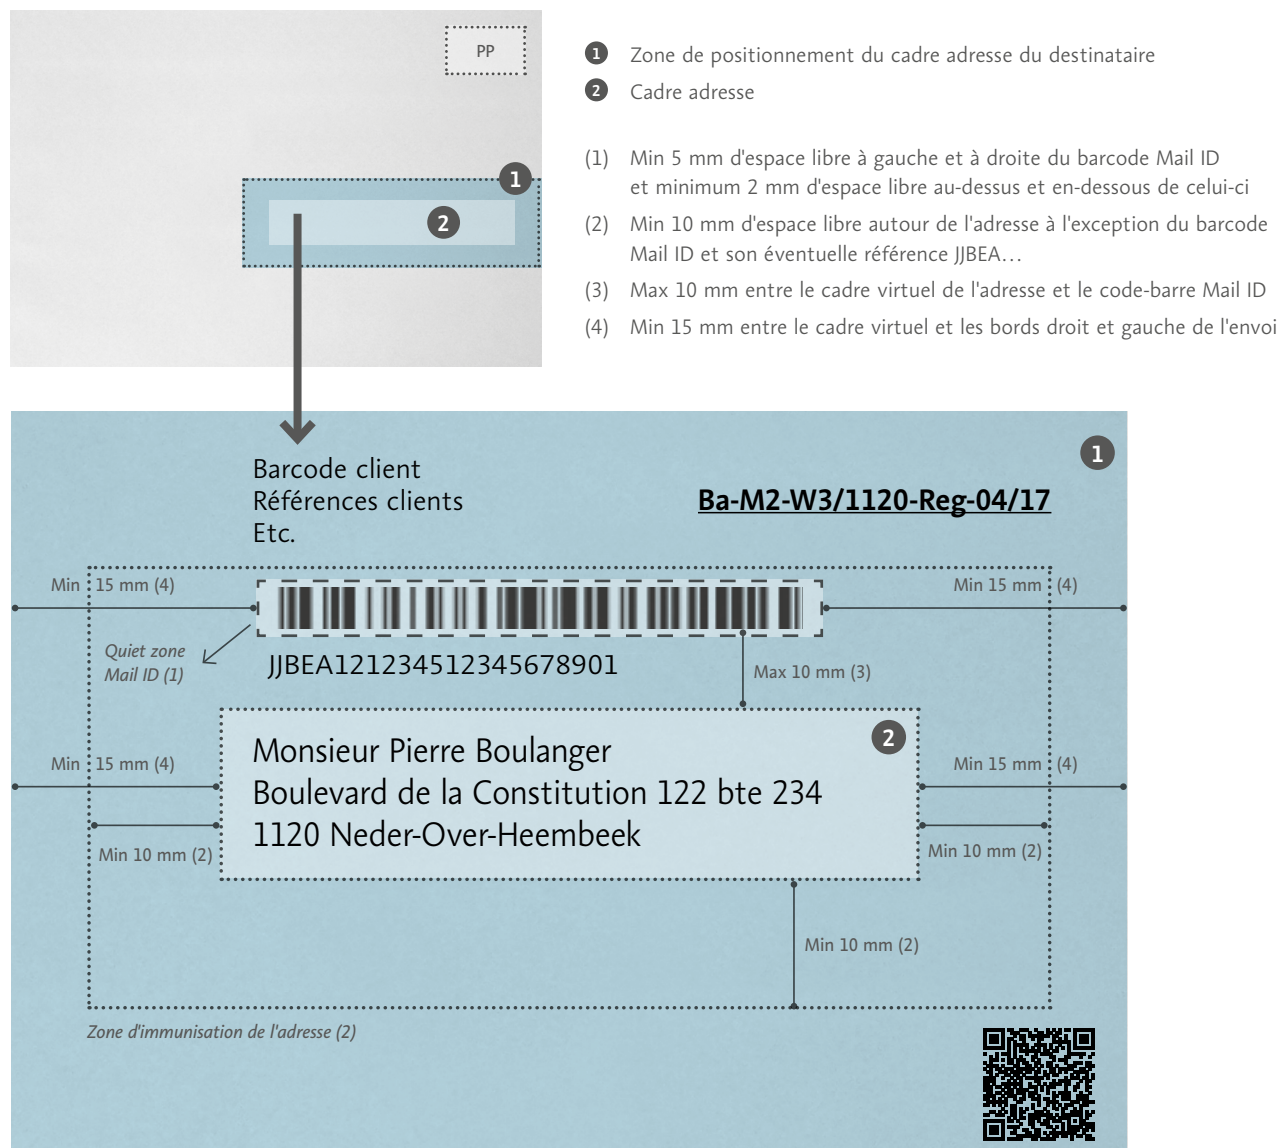 PP
1 Zone de positionnement du cadre adresse du destinataire
2 Cadre adresse
(1) Min 5 mm d'espace libre à gauche et à droite du barcode Mail ID
et minimum 2 mm d'espace libre au-dessus et en-dessous de celui-ci
(2) Min 10 mm d'espace libre autour de l'adresse à l'exception du barcode
Mail ID et son éventuelle référence JJBEA…
(3) Max 10 mm entre le cadre virtuel de l'adresse et le code-barre Mail ID
(4) Min 15 mm entre le cadre virtuel et les bords droit et gauche de l'envoi
1
2
1
Barcode client
Références clients
Etc.
Ba-M2-W3/1120-Reg-04/17
Min 15 mm (4)
Min 15 mm (4)
Quiet zone
Mail ID (1)
JJBEA121234512345678901
Max 10 mm (3)
2
Monsieur Pierre Boulanger
Boulevard de la Constitution 122 bte 234
1120 Neder-Over-Heembeek
Min 15 mm (4)
Min 15 mm (4)
Min 10 mm (2)
Min 10 mm (2)
Min 10 mm (2)
Zone d'immunisation de l'adresse (2)